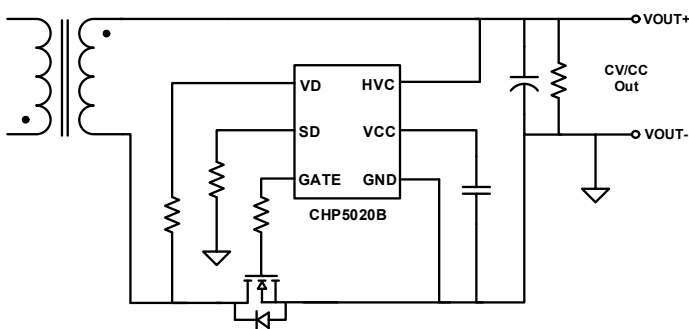 VOUT+
VD
HVC
CV/CC
Out
SD
VCC
VOUT-
GATE
GND
CHP5020B